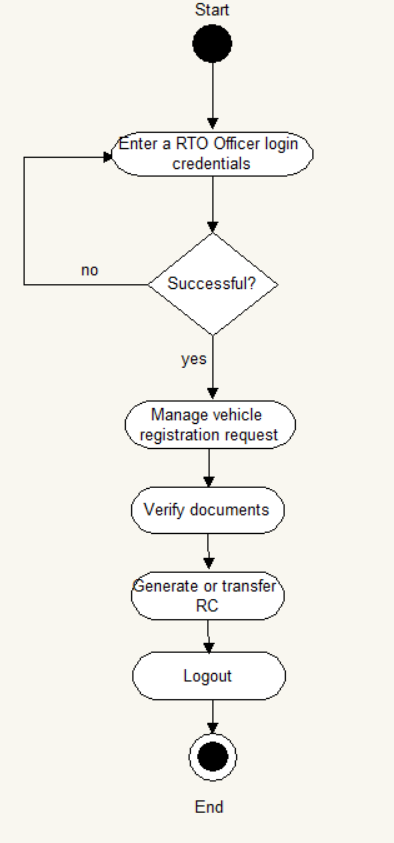 Start
Enter a RTO Officer login
credentials
Successful?
no
yes
Manage vehicle
registration request
Verify documents
Generate or transfer
RC
Logout
End